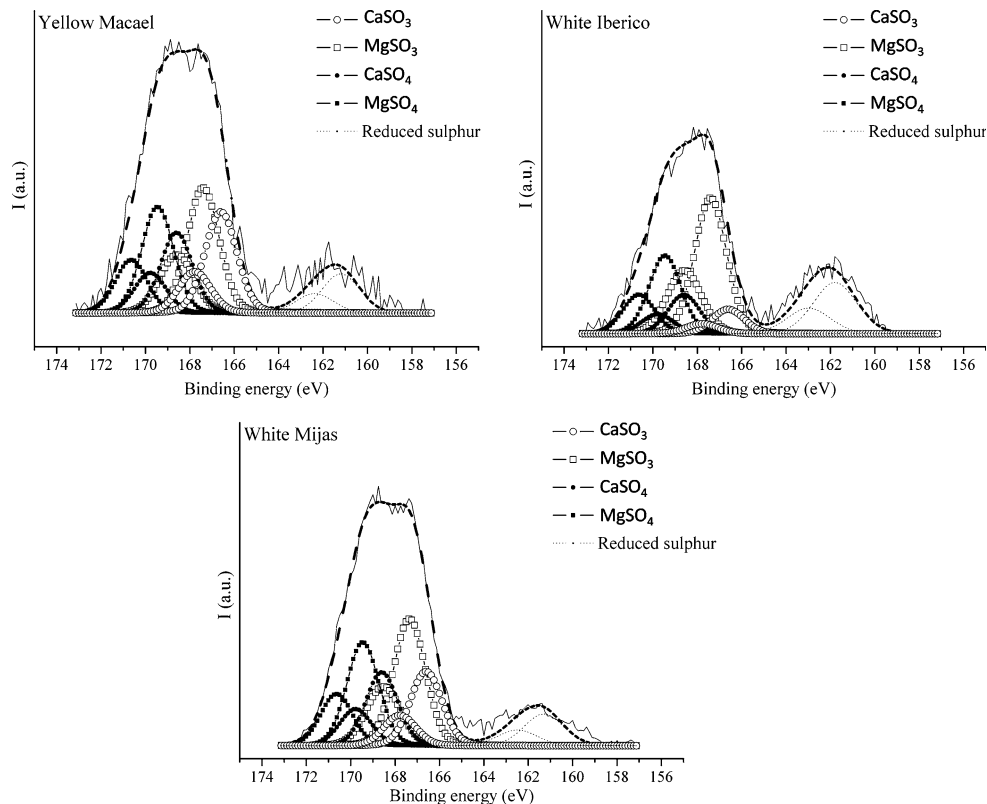 Yellow Macael
CaSO3
MgSO3
CaSO4
MgSO4
Reduced sulphur
I (a.u.)
174 172 170 168 166 164 162 160 158 156
Binding energy (eV)
White Iberico
CaSO3
MgSO3
CaSO4
MgSO4
Reduced sulphur
I (a.u.)
174 172 170 168 166 164 162 160 158 156
Binding energy (eV)
White Mijas
CaSO3
MgSO3
CaSO4
MgSO4
Reduced sulphur
I (a.u.)
174 172 170 168 166 164 162 160 158 156
Binding energy (eV)